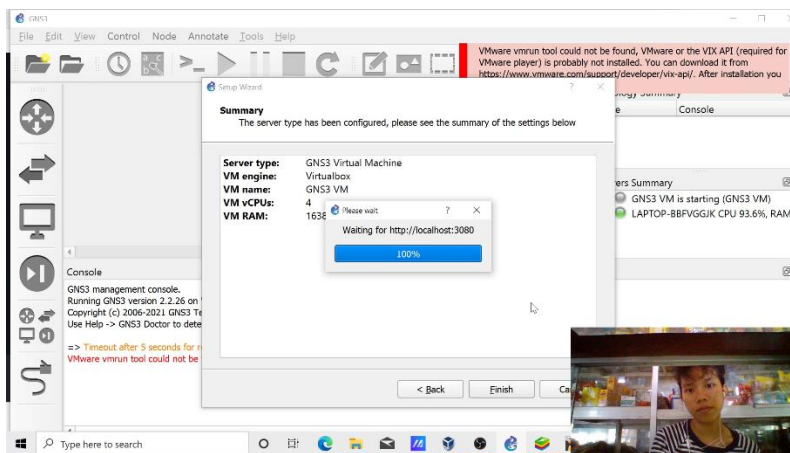 GNS3
File Edit View Control Node Annotate Tools Help
VMware vmrun tool could not be found, VMware or the VIX API (required for
VMware player) is probably not installed. You can download it from
https://www.vmware.com/support/developer/vix-api/. After installation you
Setup Wizard
Summary
The server type has been configured, please see the summary of the settings below
Console
Server type: GNS3 Virtual Machine
VM engine: Virtualbox
VM name: GNS3 VM
VM vCPUs: 4
VM RAM: 1638
Please wait
Waiting for http://localhost:3080
100%
ers Summary
GNS3 VM is starting (GNS3 VM)
LAPTOP-BBFVGGJK CPU 93.6%, RAM
Console
GNS3 management console.
Running GNS3 version 2.2.26 on
Copyright (c) 2006-2021 GNS3 Te
Use Help -> GNS3 Doctor to dete
=> Timeout after 5 seconds for r
VMware vmrun tool could not be
< Back
Finish
Ca
Type here to search